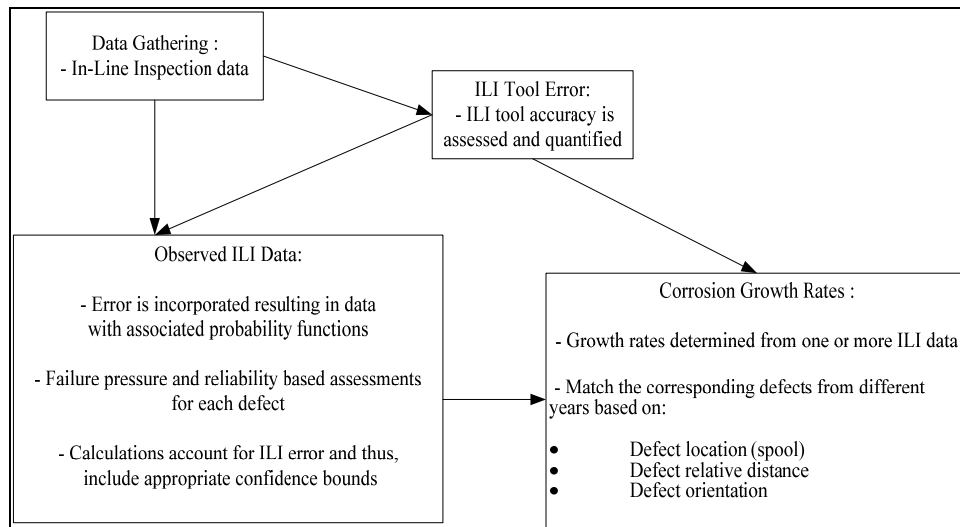 Data Gathering :
- In-Line Inspection data
ILI Tool Error:
- ILI tool accuracy is
assessed and quantified
Observed ILI Data:
- Error is incorporated resulting in data
with associated probability functions
- Failure pressure and reliability based assessments
for each defect
- Calculations account for ILI error and thus,
include appropriate confidence bounds
Corrosion Growth Rates :
- Growth rates determined from one or more ILI data
- Match the corresponding defects from different
years based on:
• Defect location (spool)
• Defect relative distance
• Defect orientation